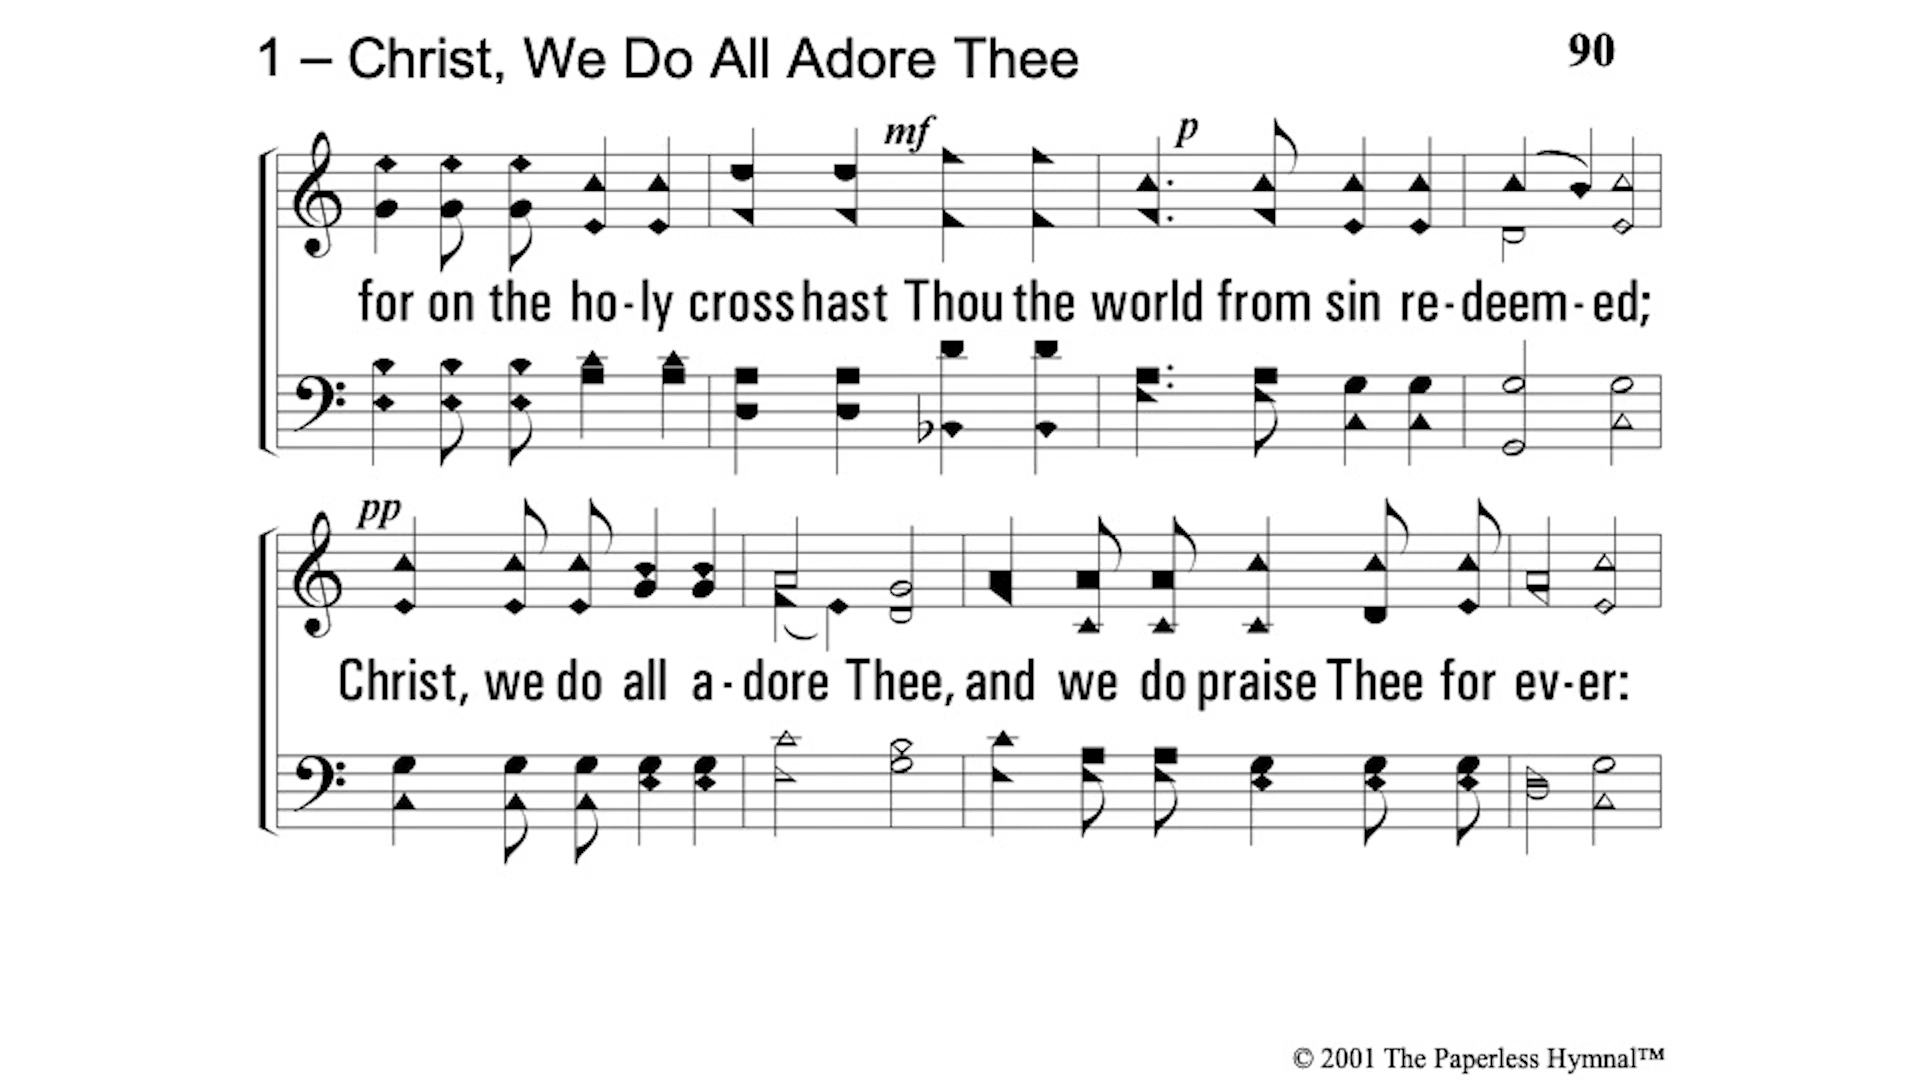 1 – Christ, We Do All Adore Thee 90
mf p
for on the ho-ly cross hast Thou the world from sin re-deem-ed;
pp
Christ, we do all a-dore Thee, and we do praise Thee for ev-er:
© 2001 The Paperless Hymnal™